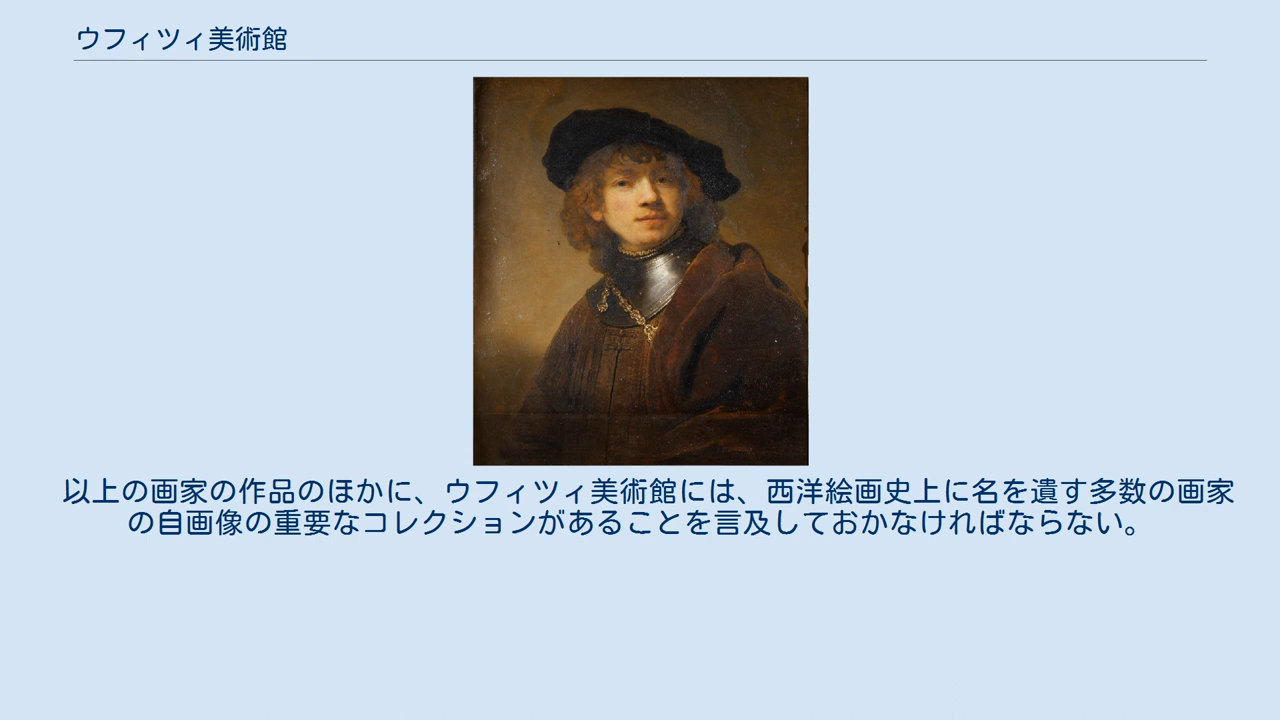 ウフィツィ美術館
以上の画家の作品のほかに、ウフィツィ美術館には、西洋絵画史上に名を遺す多数の画家
の自画像の重要なコレクションがあることを言及しておかなければならない。